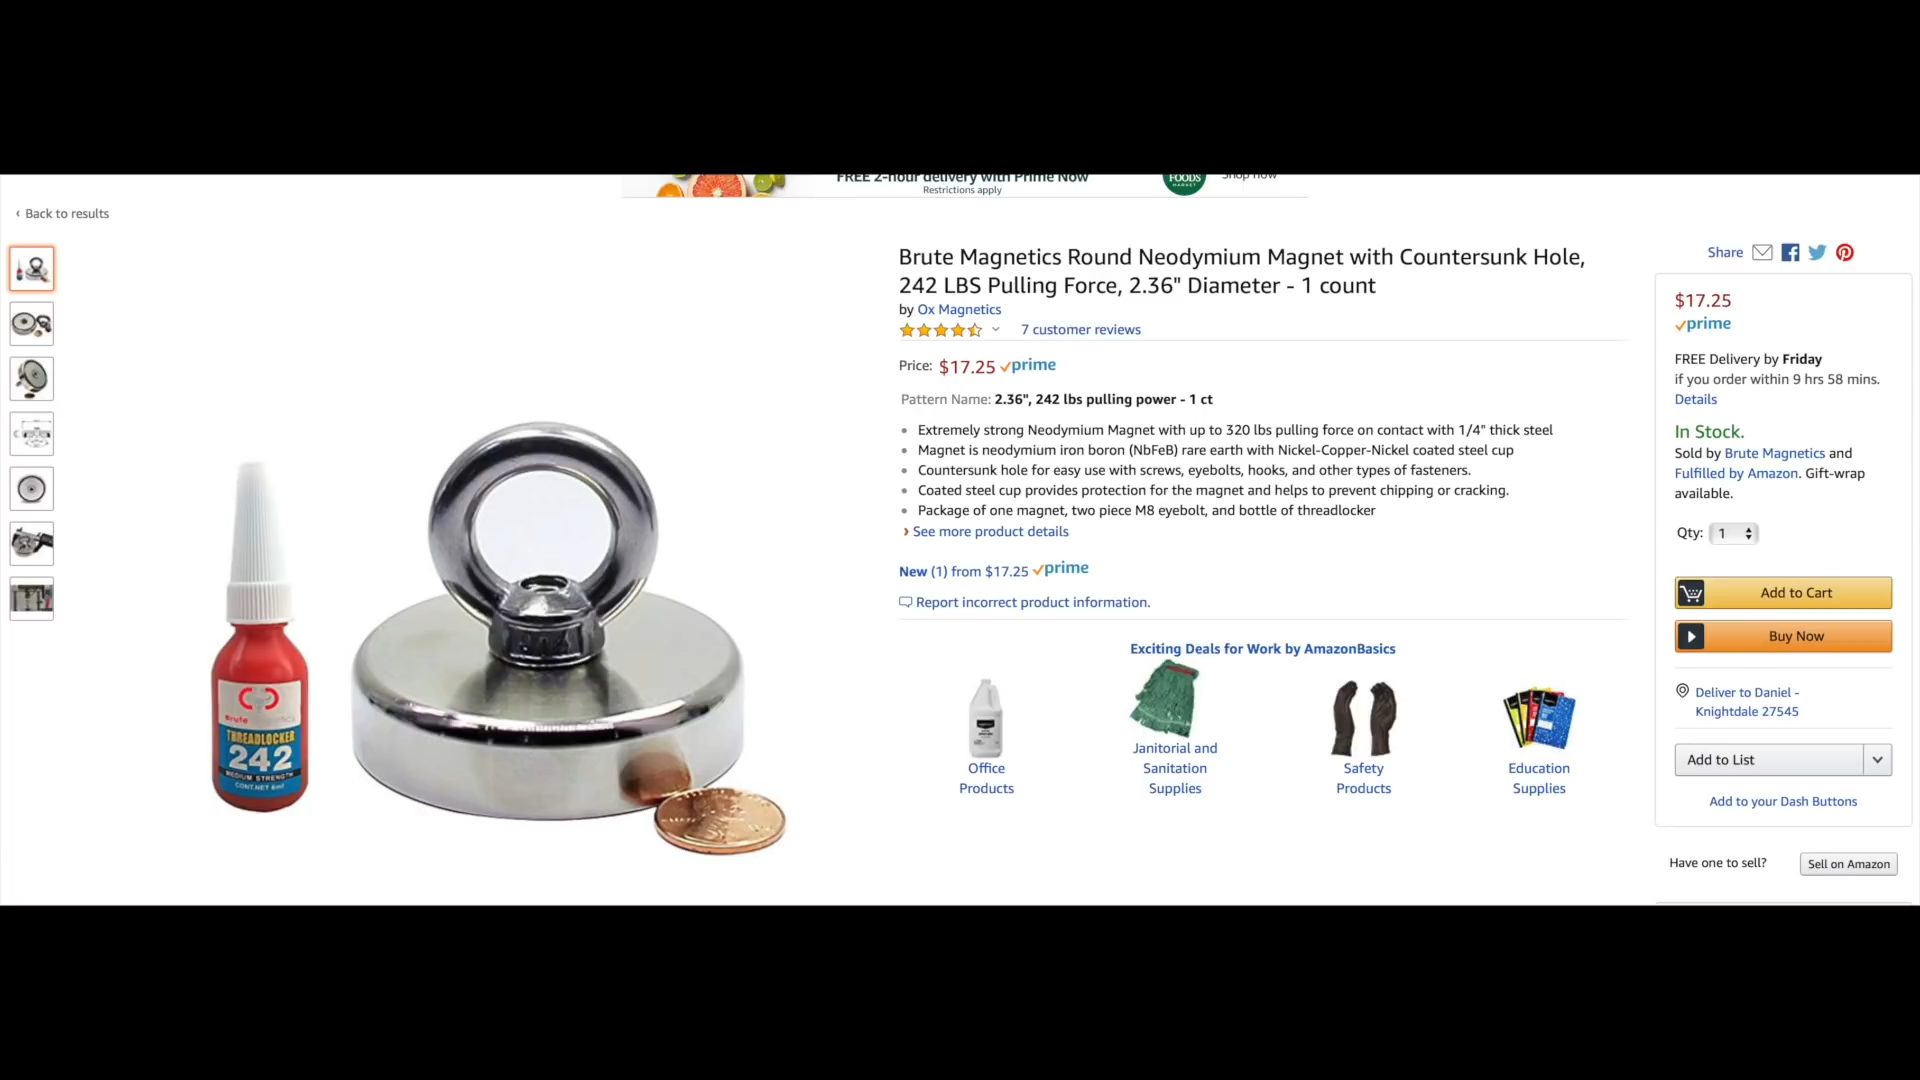 FREE 2-hour delivery with Prime Now
Restrictions apply
FOODS
MARKET
Shop now
‹ Back to results
Brute Magnetics Round Neodymium Magnet with Countersunk Hole,
242 LBS Pulling Force, 2.36" Diameter - 1 count
by Ox Magnetics
7 customer reviews
Price: $17.25 prime
Pattern Name: 2.36", 242 lbs pulling power - 1 ct
Extremely strong Neodymium Magnet with up to 320 lbs pulling force on contact with 1/4" thick steel
Magnet is neodymium iron boron (NbFeB) rare earth with Nickel-Copper-Nickel coated steel cup
Countersunk hole for easy use with screws, eyebolts, hooks, and other types of fasteners.
Coated steel cup provides protection for the magnet and helps to prevent chipping or cracking.
Package of one magnet, two piece M8 eyebolt, and bottle of threadlocker
› See more product details
New (1) from $17.25 prime
Report incorrect product information.
Exciting Deals for Work by AmazonBasics
Office
Products
Janitorial and
Sanitation
Supplies
Safety
Products
Education
Supplies
Brute
THREADLOCKER
242
MEDIUM STRENGTH
CONT.NET 6ml
Share
$17.25
prime
FREE Delivery by Friday
if you order within 9 hrs 58 mins.
Details
In Stock.
Sold by Brute Magnetics and
Fulfilled by Amazon. Gift-wrap
available.
Qty: 1
Add to Cart
Buy Now
Deliver to Daniel -
Knightdale 27545
Add to List
Add to your Dash Buttons
Have one to sell?
Sell on Amazon